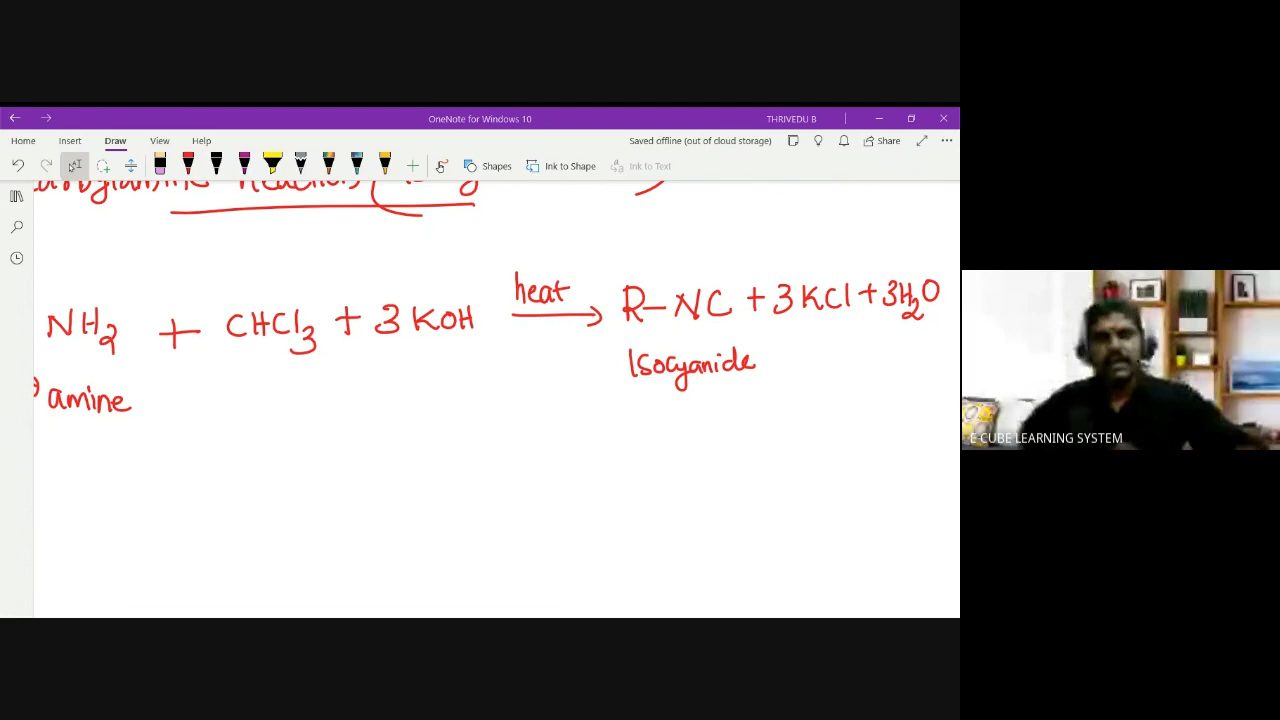 OneNote for Windows 10
THRIVEDU B
Home Insert Draw View Help
Saved offline (out of cloud storage)
Share
Shapes
Ink to Shape
Ink to Text
NH2 + CHCl3 + 3 KOH heat R-NC + 3 KCl + 3H2O
Isocyanide
amine
E-CUBE LEARNING SYSTEM